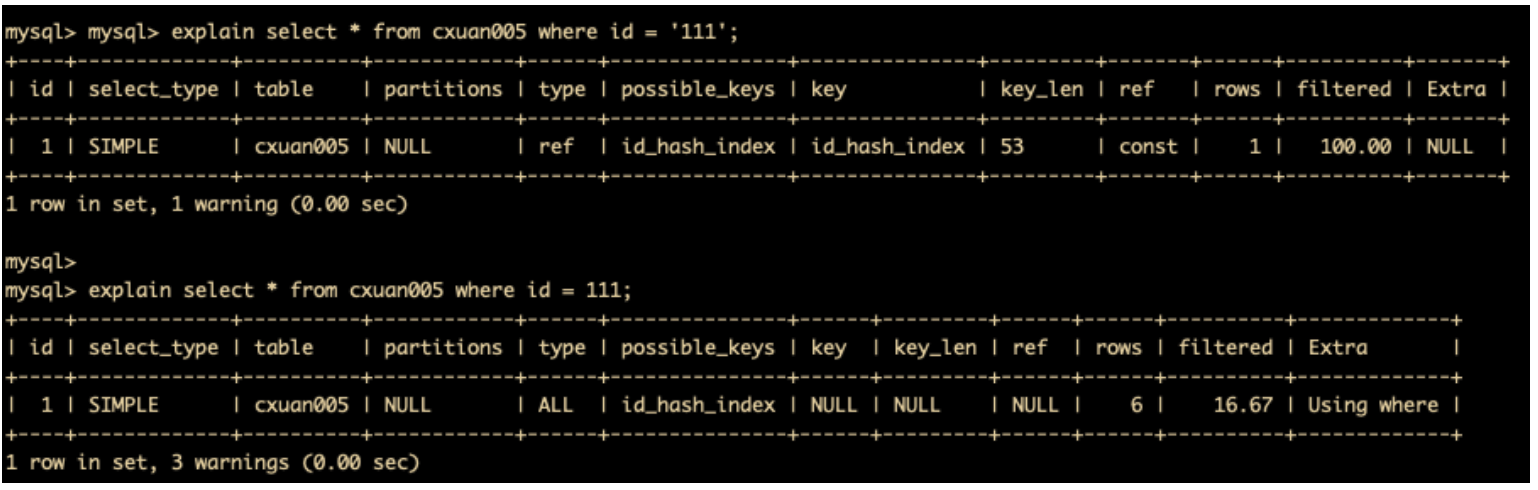 mysql> mysql> explain select * from cxuan005 where id = '111';
+----+-------------+----------+------------+------+---------------+---------------+---------+-------+------+----------+-------+
| id | select_type | table    | partitions | type | possible_keys | key           | key_len | ref   | rows | filtered | Extra |
+----+-------------+----------+------------+------+---------------+---------------+---------+-------+------+----------+-------+
|  1 | SIMPLE      | cxuan005 | NULL       | ref  | id_hash_index | id_hash_index | 53      | const |    1 |   100.00 | NULL  |
+----+-------------+----------+------------+------+---------------+---------------+---------+-------+------+----------+-------+
1 row in set, 1 warning (0.00 sec)
mysql>
mysql> explain select * from cxuan005 where id = 111;
+----+-------------+----------+------------+------+---------------+------+---------+------+------+----------+-------------+
| id | select_type | table    | partitions | type | possible_keys | key  | key_len | ref  | rows | filtered | Extra       |
+----+-------------+----------+------------+------+---------------+------+---------+------+------+----------+-------------+
|  1 | SIMPLE      | cxuan005 | NULL       | ALL  | id_hash_index | NULL | NULL    | NULL |    6 |    16.67 | Using where |
+----+-------------+----------+------------+------+---------------+------+---------+------+------+----------+-------------+
1 row in set, 3 warnings (0.00 sec)